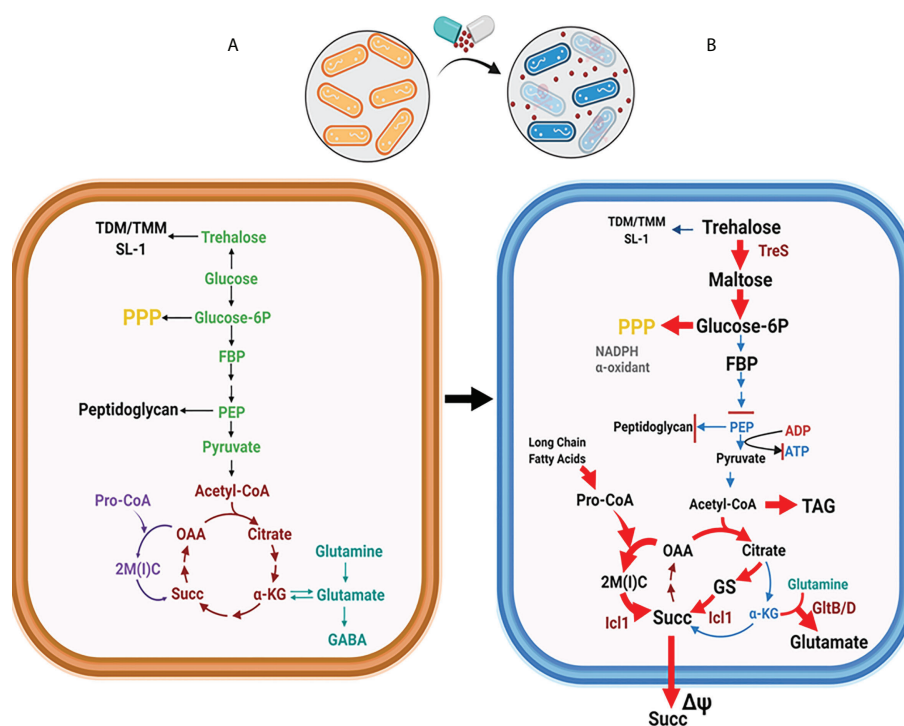 A
B
TDM/TMM
SL-1
Trehalose
Glucose
PPP
Glucose-6P
FBP
Peptidoglycan
PEP
Pyruvate
Acetyl-CoA
Pro-CoA
OAA
Citrate
2M(I)C
Succ
α-KG
Glutamine
Glutamate
GABA
TDM/TMM
SL-1
Trehalose
TreS
Maltose
PPP
Glucose-6P
NADPH
α-oxidant
FBP
Peptidoglycan
PEP
ADP
ATP
Pyruvate
Long Chain
Fatty Acids
Pro-CoA
Acetyl-CoA
TAG
OAA
Citrate
2M(I)C
GS
Glutamine
Icl1
Succ
Icl1
α-KG
GltB/D
Glutamate
Δψ
Succ